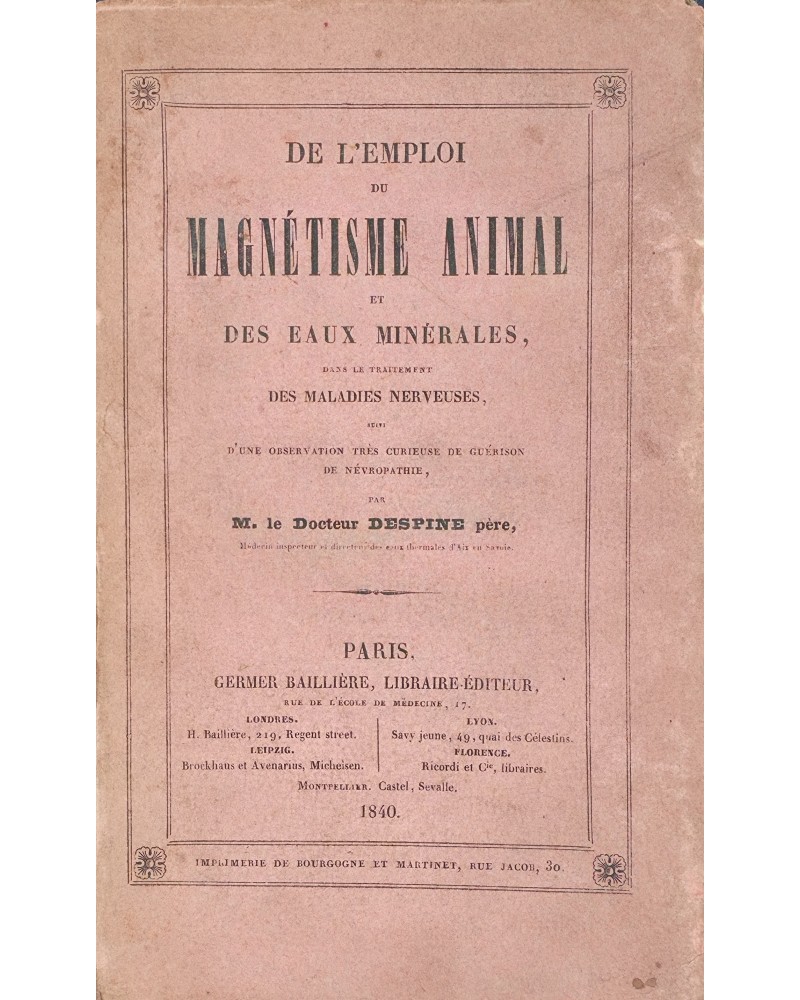 DE L'EMPLOI
DU
MAGNÉTISME ANIMAL
ET
DES EAUX MINÉRALES,
DANS LE TRAITEMENT
DES MALADIES NERVEUSES,
SUIVI
D'UNE OBSERVATION TRÈS CURIEUSE DE GUÉRISON
DE NÉVROPATHIE,
PAR
M. le Docteur DESPINE père,
Médecin inspecteur et directeur des eaux thermales d'Aix en Savoie.
PARIS,
GERMER BAILLIÈRE, LIBRAIRE-ÉDITEUR,
RUE DE L'ÉCOLE DE MÉDECINE, 17.
LONDRES.
H. Baillière, 219, Regent street.
LEIPZIG.
Brockhaus et Avenarius, Micheisen.
LYON.
Savy jeune, 49, quai des Célestins.
FLORENCE.
Ricordi et Cie, libraires.
MONTPELLIER. Castel, Sevalle.
1840.
IMPRIMERIE DE BOURGOGNE ET MARTINET, RUE JACOB, 30.